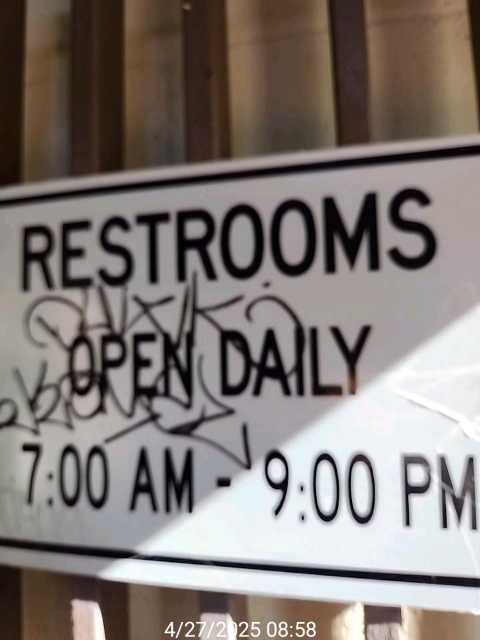 RESTROOMS
OPEN DAILY
7:00 AM - 9:00 PM
4/27/2025 08:58